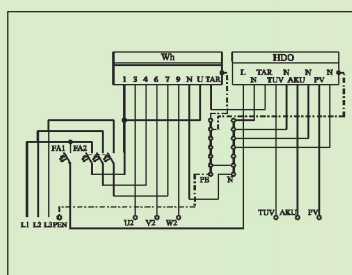 Wh HDO
1 3 4 6 7 9 N U TAR L TAR N N N
N TUV AKU PV
FA1 FA2
PE N
L1 L2 L3 PEN U2 V2 W2 TUV AKU PV